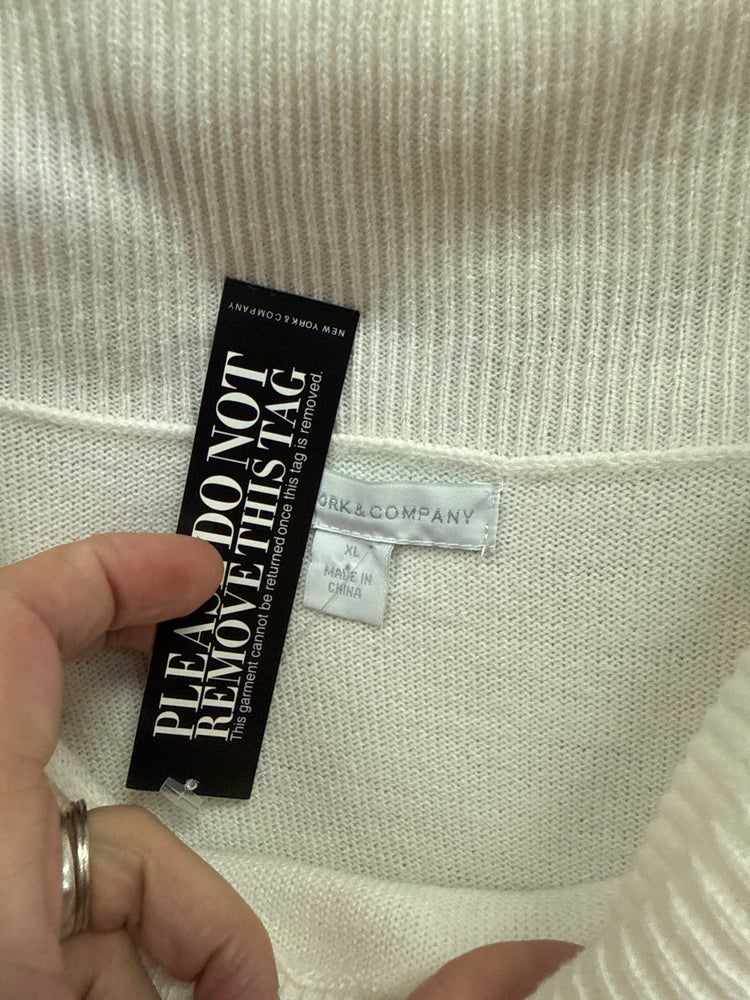 NEW YORK & COMPANY
PLEASE DO NOT
REMOVE THIS TAG
This garment cannot be returned once this tag is removed.
ORK & COMPANY
XL
MADE IN
CHINA